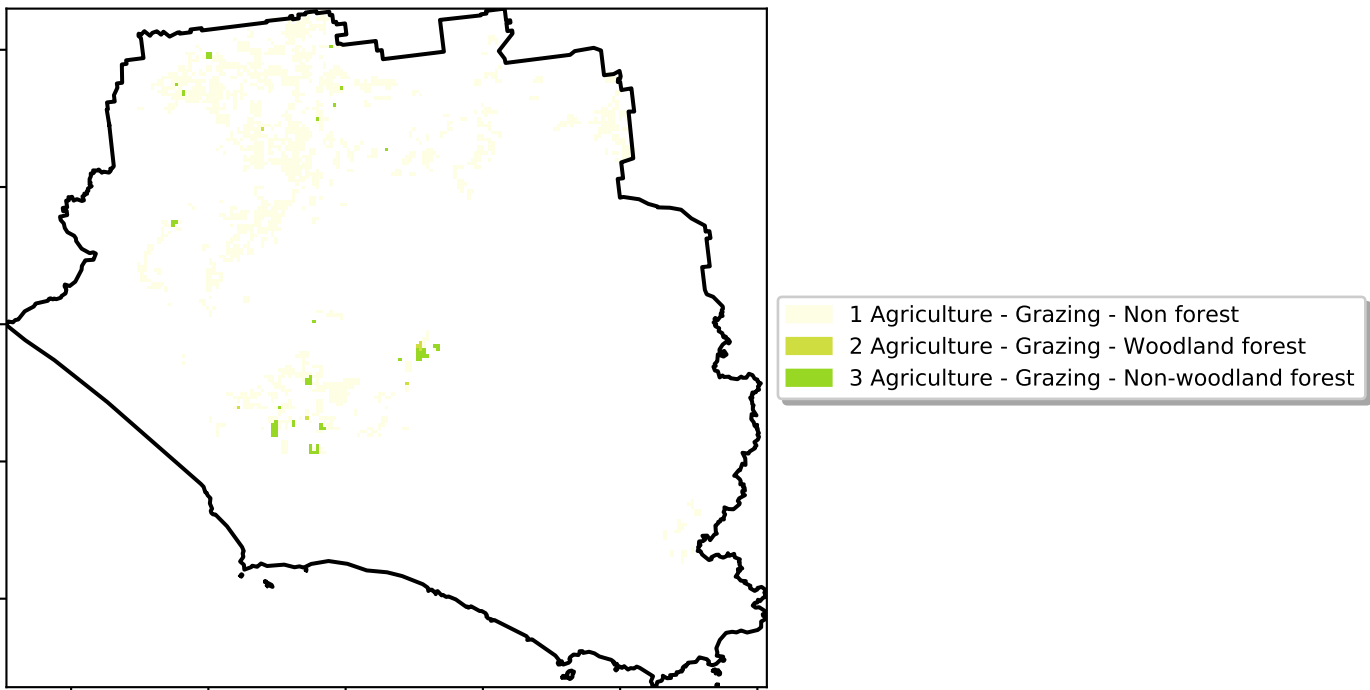 1 Agriculture - Grazing - Non forest
2 Agriculture - Grazing - Woodland forest
3 Agriculture - Grazing - Non-woodland forest